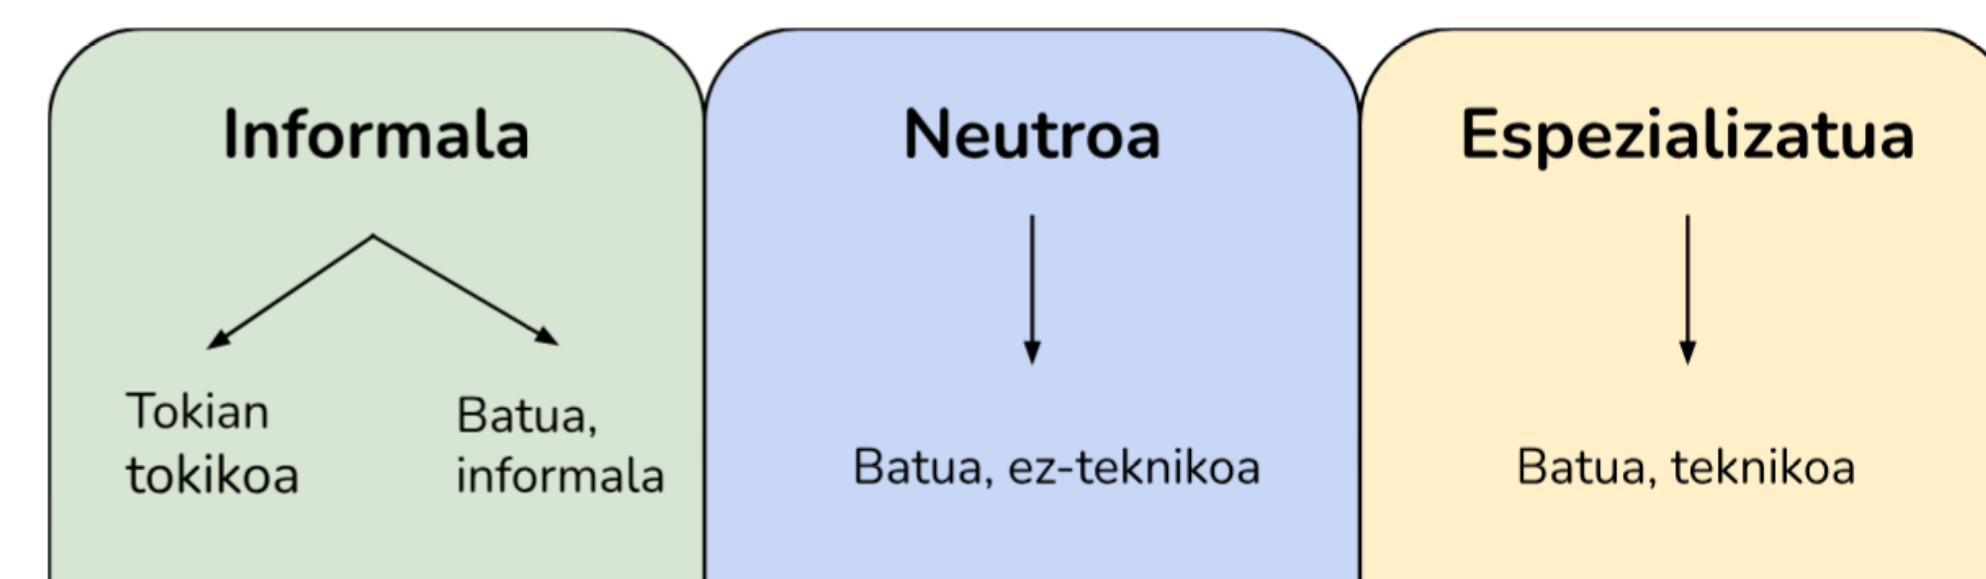 Informala
Neutroa
Espezializatua
Tokian
tokikoa
Batua,
informala
Batua, ez-teknikoa
Batua, teknikoa